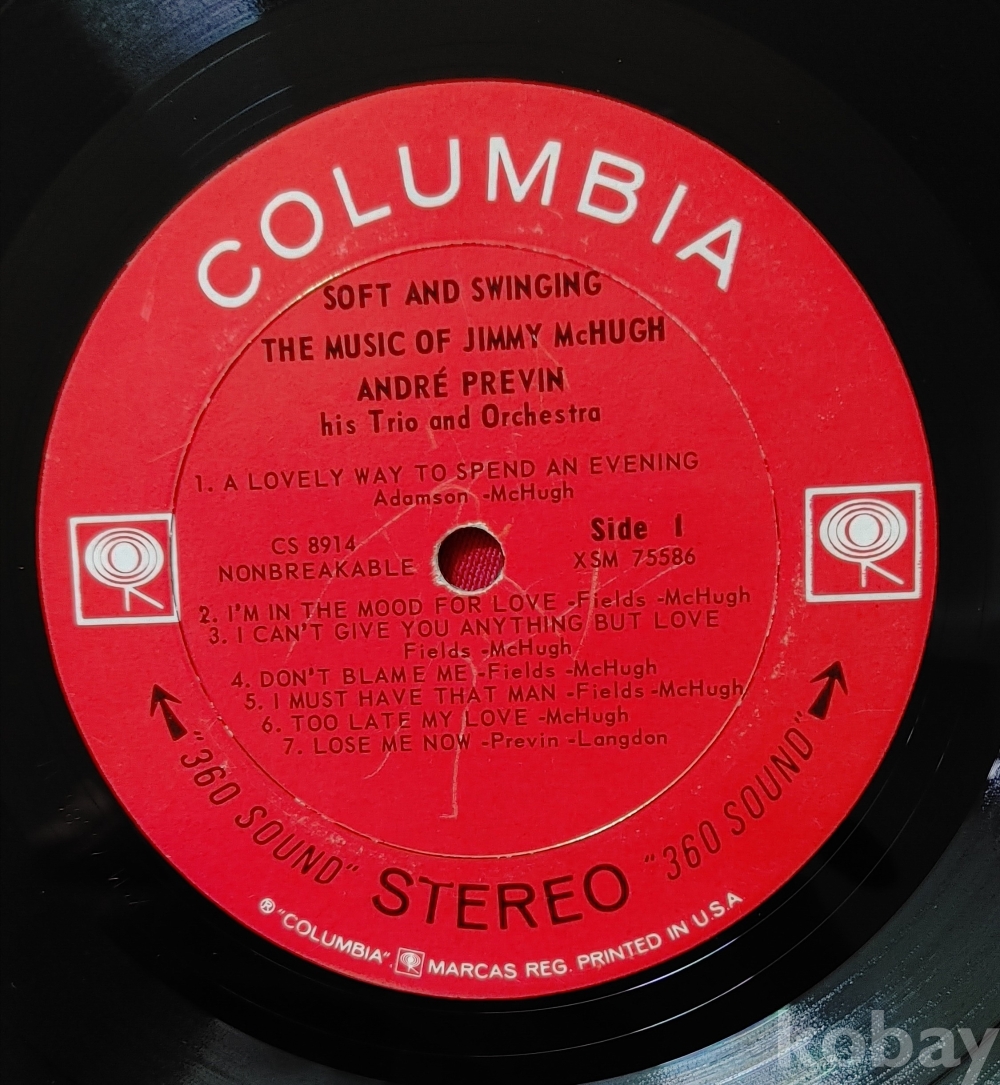 COLUMBIA
SOFT AND SWINGING
THE MUSIC OF JIMMY McHUGH
ANDRÉ PREVIN
his Trio and Orchestra
1. A LOVELY WAY TO SPEND AN EVENING
Adamson -McHugh
CS 8914
NONBREAKABLE
Side 1
XSM 75586
2. I'M IN THE MOOD FOR LOVE -Fields -McHugh
3. I CAN'T GIVE YOU ANYTHING BUT LOVE
Fields -McHugh
4. DON'T BLAME ME -Fields -McHugh
5. I MUST HAVE THAT MAN -Fields -McHugh
6. TOO LATE MY LOVE -McHugh
7. LOSE ME NOW -Previn -Langdon
"360 SOUND" STEREO "360 SOUND"
® "COLUMBIA", MARCAS REG. PRINTED IN U.S.A
kobay